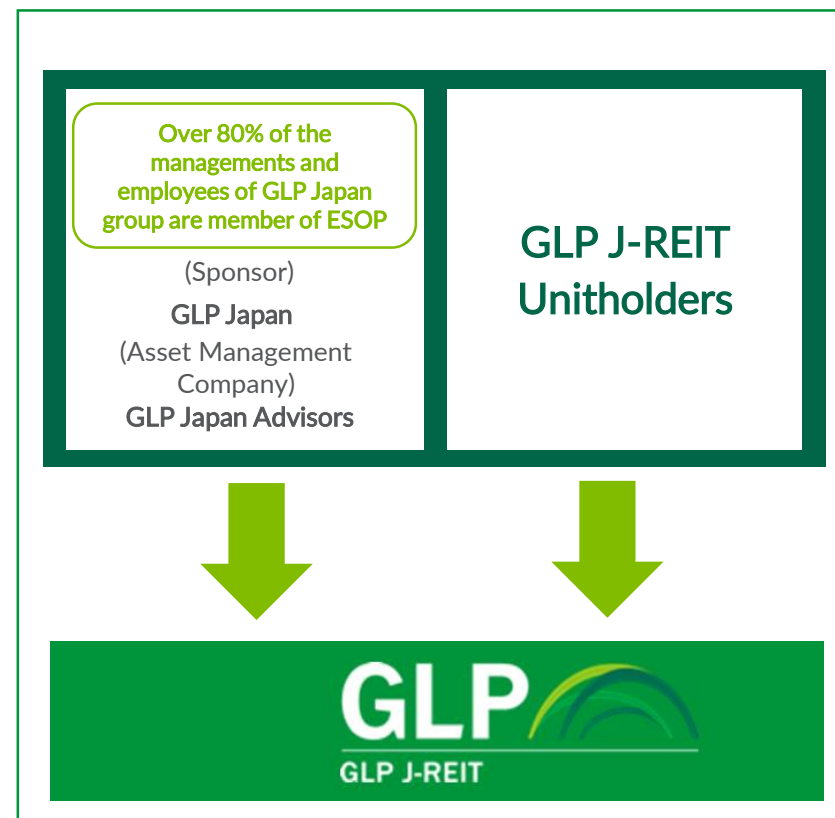 Over 80% of the
managements and
employees of GLP Japan
group are member of ESOP
(Sponsor)
GLP Japan
(Asset Management
Company)
GLP Japan Advisors
GLP J-REIT
Unitholders
GLP
GLP J-REIT